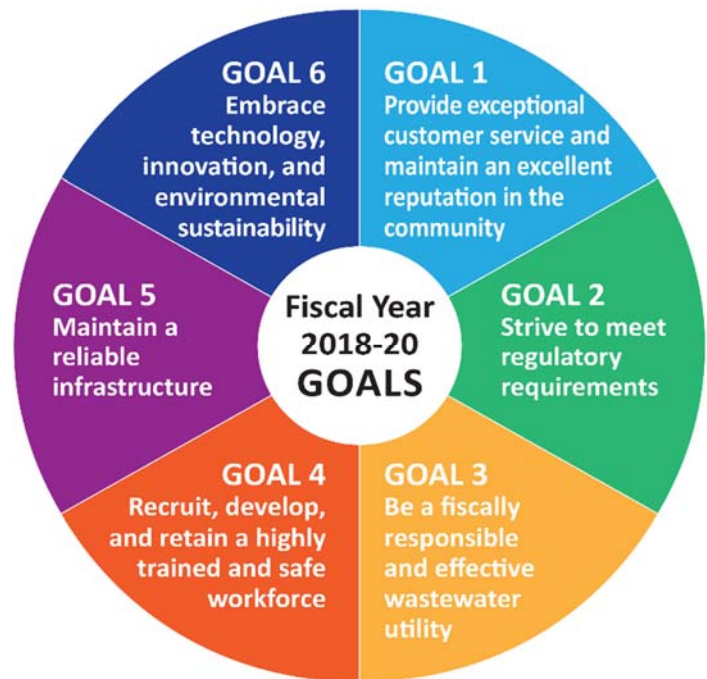 Fiscal Year
2018-20
GOALS
GOAL 1
Provide exceptional
customer service and
maintain an excellent
reputation in the
community
GOAL 2
Strive to meet
regulatory
requirements
GOAL 3
Be a fiscally
responsible
and effective
wastewater
utility
GOAL 4
Recruit, develop,
and retain a highly
trained and safe
workforce
GOAL 5
Maintain a
reliable
infrastructure
GOAL 6
Embrace
technology,
innovation, and
environmental
sustainability